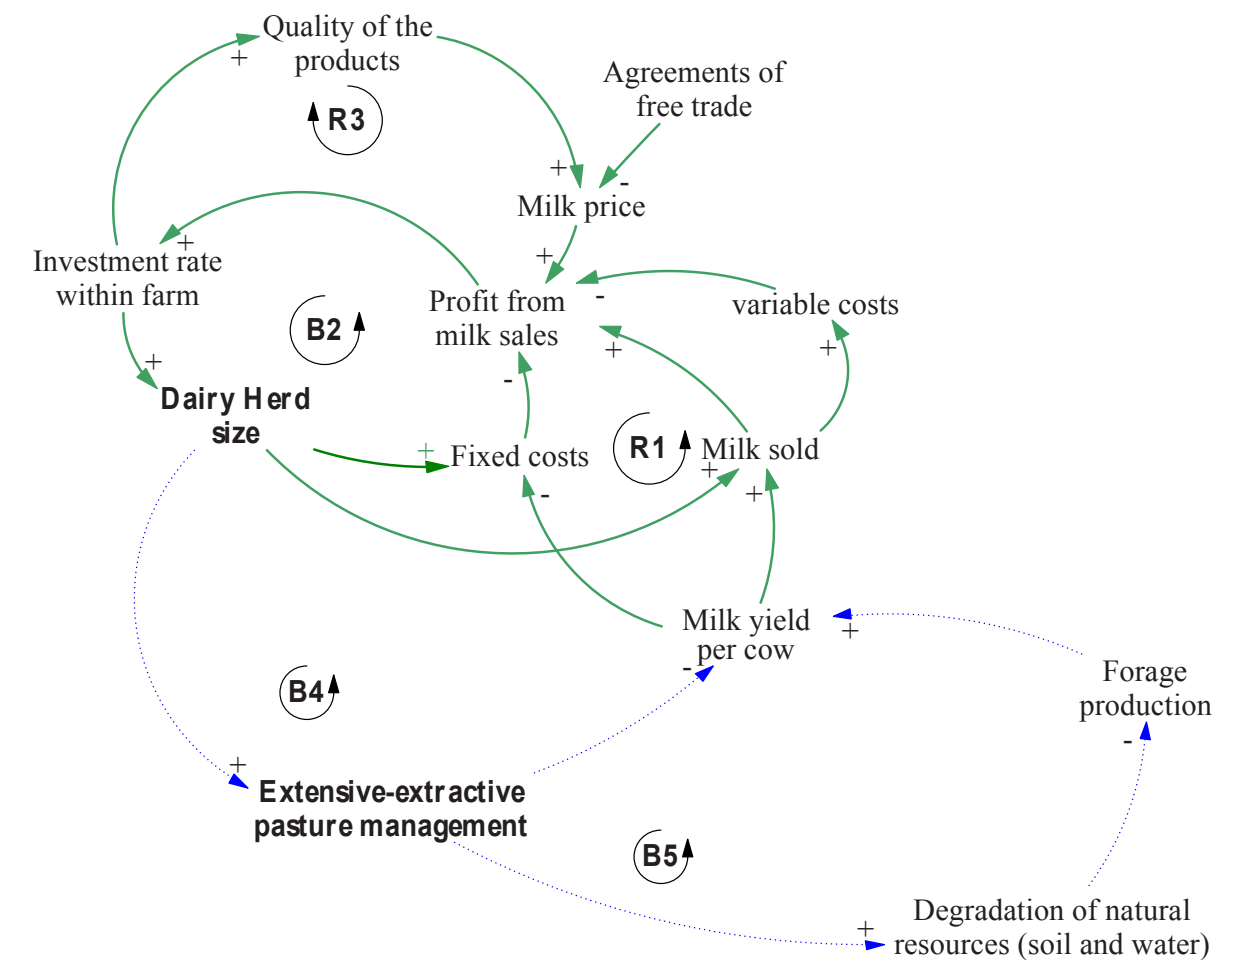 Quality of the
products
+
R3
Agreements of
free trade
+
-
Milk price
+
+
Investment rate
within farm
-
Profit from
milk sales
variable costs
B2
+
+
+
-
Dairy Herd
size
+
Fixed costs
R1
Milk sold
+
-
+
Milk yield
per cow
+
-
Forage
production
B4
-
+
Extensive-extractive
pasture management
B5
Degradation of natural
resources (soil and water)
+